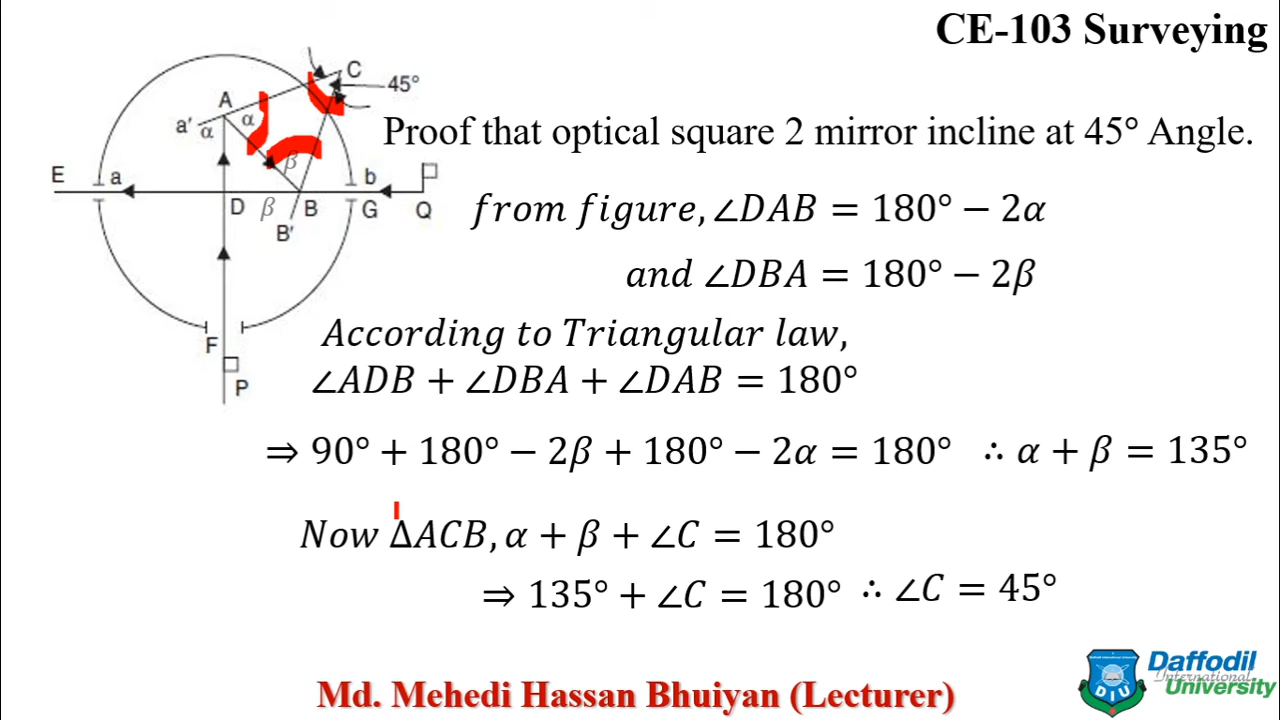 CE-103 Surveying
C
45°
A
a' α α
Proof that optical square 2 mirror incline at 45° Angle.
β
E a b
D β B G Q
B'
from figure, ∠DAB = 180° − 2α
and ∠DBA = 180° − 2β
F
According to Triangular law,
P
∠ADB + ∠DBA + ∠DAB = 180°
⇒ 90° + 180° − 2β + 180° − 2α = 180° ∴ α + β = 135°
Now ΔACB, α + β + ∠C = 180°
⇒ 135° + ∠C = 180° ∴ ∠C = 45°
Md. Mehedi Hassan Bhuiyan (Lecturer)
DIU
Daffodil
International
University